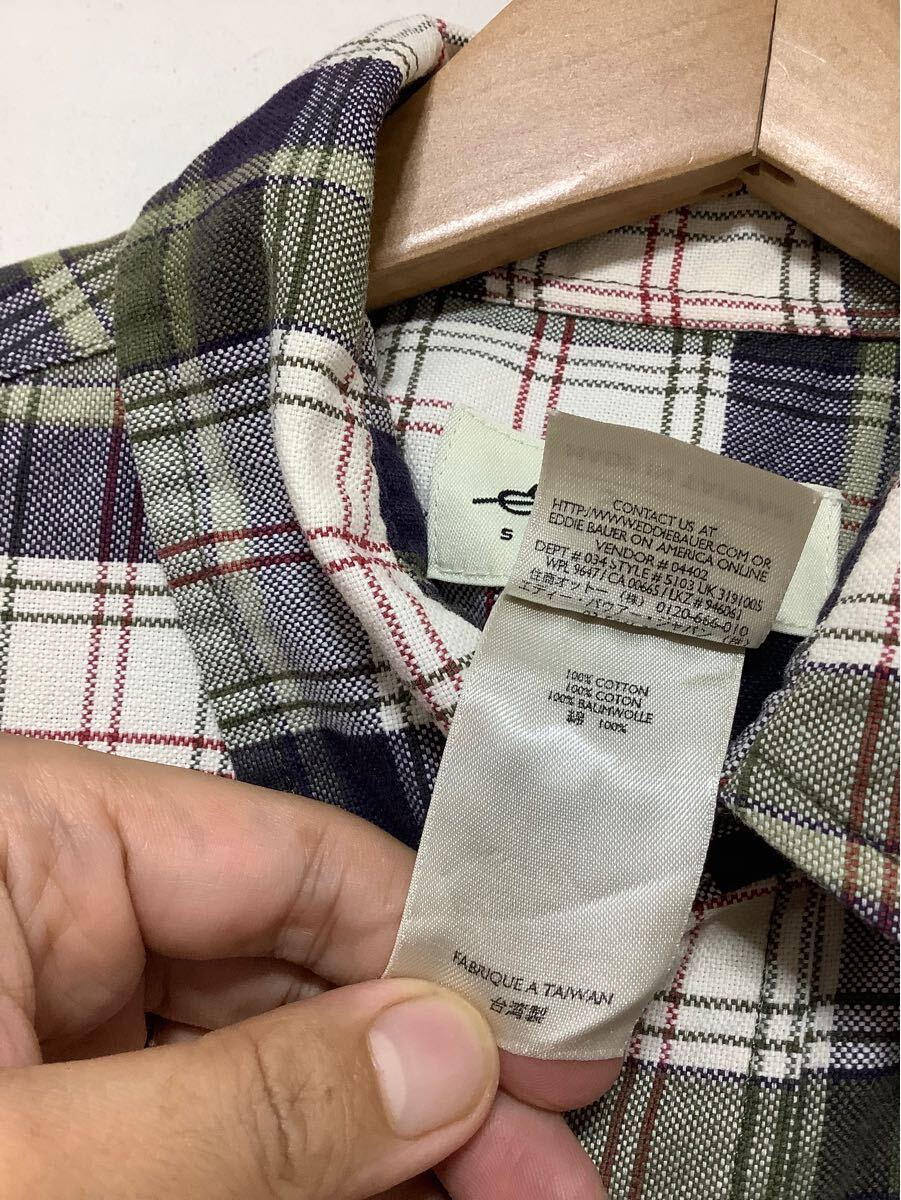 S
CONTACT US AT
HTTP://WWW.EDDIEBAUER.COM OR
EDDIE BAUER ON AMERICA ONLINE
VENDOR # 04402
DEPT # 034 STYLE # 5103 UK 3191005
WPL 9647 / CA 00665 / LKZ # 946061
住商オットー (株) 0120-666-010
エディー・バウアー・ジャパン (株)
100% COTTON
100% COTON
100% BAUMWOLLE
綿 100%
FABRIQUE A TAIWAN
台湾製